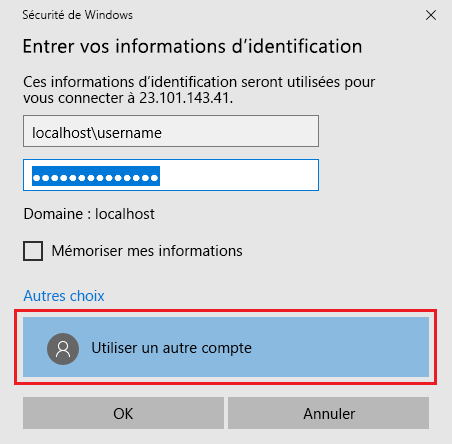 Sécurité de Windows
Entrer vos informations d’identification
Ces informations d’identification seront utilisées pour
vous connecter à 23.101.143.41.
localhost\username
●●●●●●●●●●●●●●
Domaine : localhost
Mémoriser mes informations
Autres choix
Utiliser un autre compte
OK
Annuler